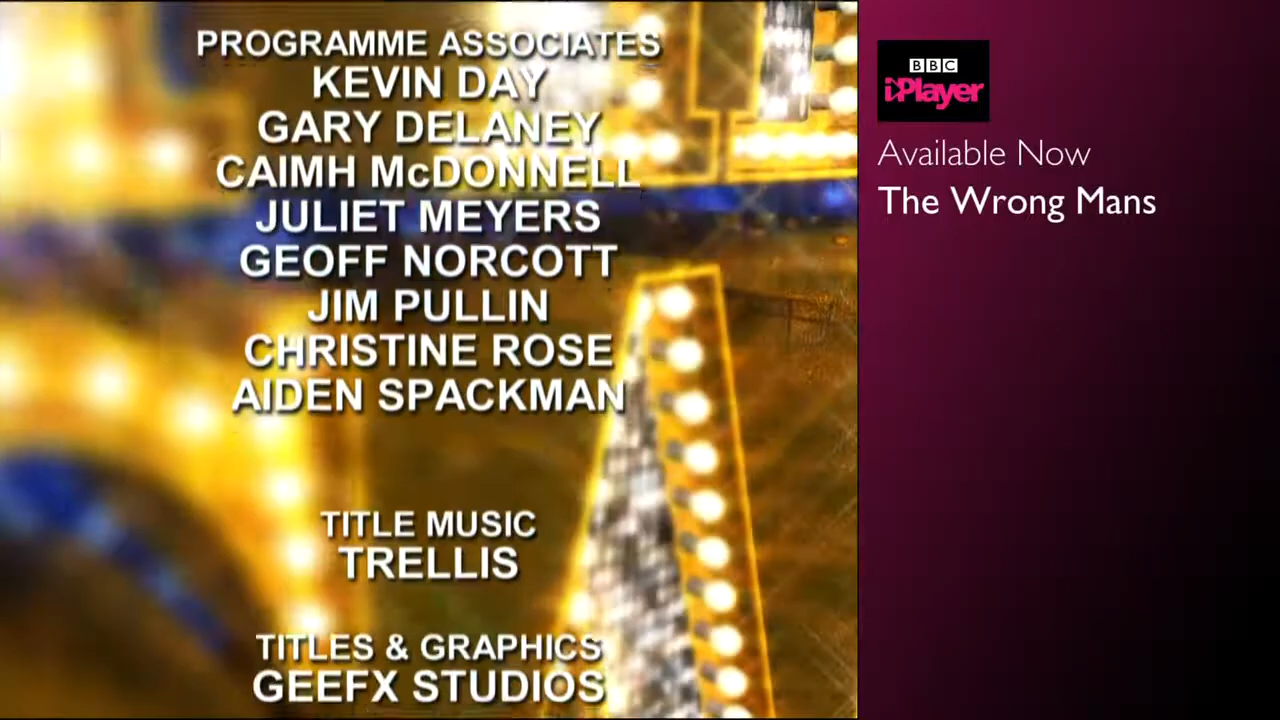 PROGRAMME ASSOCIATES
KEVIN DAY
GARY DELANEY
CAIMH McDONNELL
JULIET MEYERS
GEOFF NORCOTT
JIM PULLIN
CHRISTINE ROSE
AIDEN SPACKMAN
TITLE MUSIC
TRELLIS
TITLES & GRAPHICS
GEEFX STUDIOS
BBC
iPlayer
Available Now
The Wrong Mans